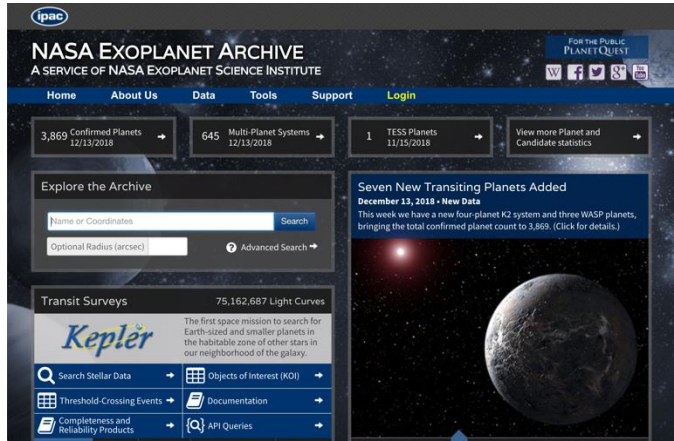 ipac
NASA EXOPLANET ARCHIVE
A SERVICE OF NASA EXOPLANET SCIENCE INSTITUTE
FOR THE PUBLIC
PLANETQUEST
W f g+ You Tube
Home About Us Data Tools Support Login
3,869 Confirmed Planets
12/13/2018
645 Multi-Planet Systems
12/13/2018
1 TESS Planets
11/15/2018
View more Planet and
Candidate statistics
Explore the Archive
Name or Coordinates
Search
Optional Radius (arcsec)
? Advanced Search
Seven New Transiting Planets Added
December 13, 2018 • New Data
This week we have a new four-planet K2 system and three WASP planets,
bringing the total confirmed planet count to 3,869. (Click for details.)
Transit Surveys 75,162,687 Light Curves
Kepler
The first space mission to search for
Earth-sized and smaller planets in
the habitable zone of other stars in
our neighborhood of the galaxy.
Search Stellar Data
Objects of Interest (KOI)
Threshold-Crossing Events
Documentation
Completeness and
Reliability Products
{Q} API Queries